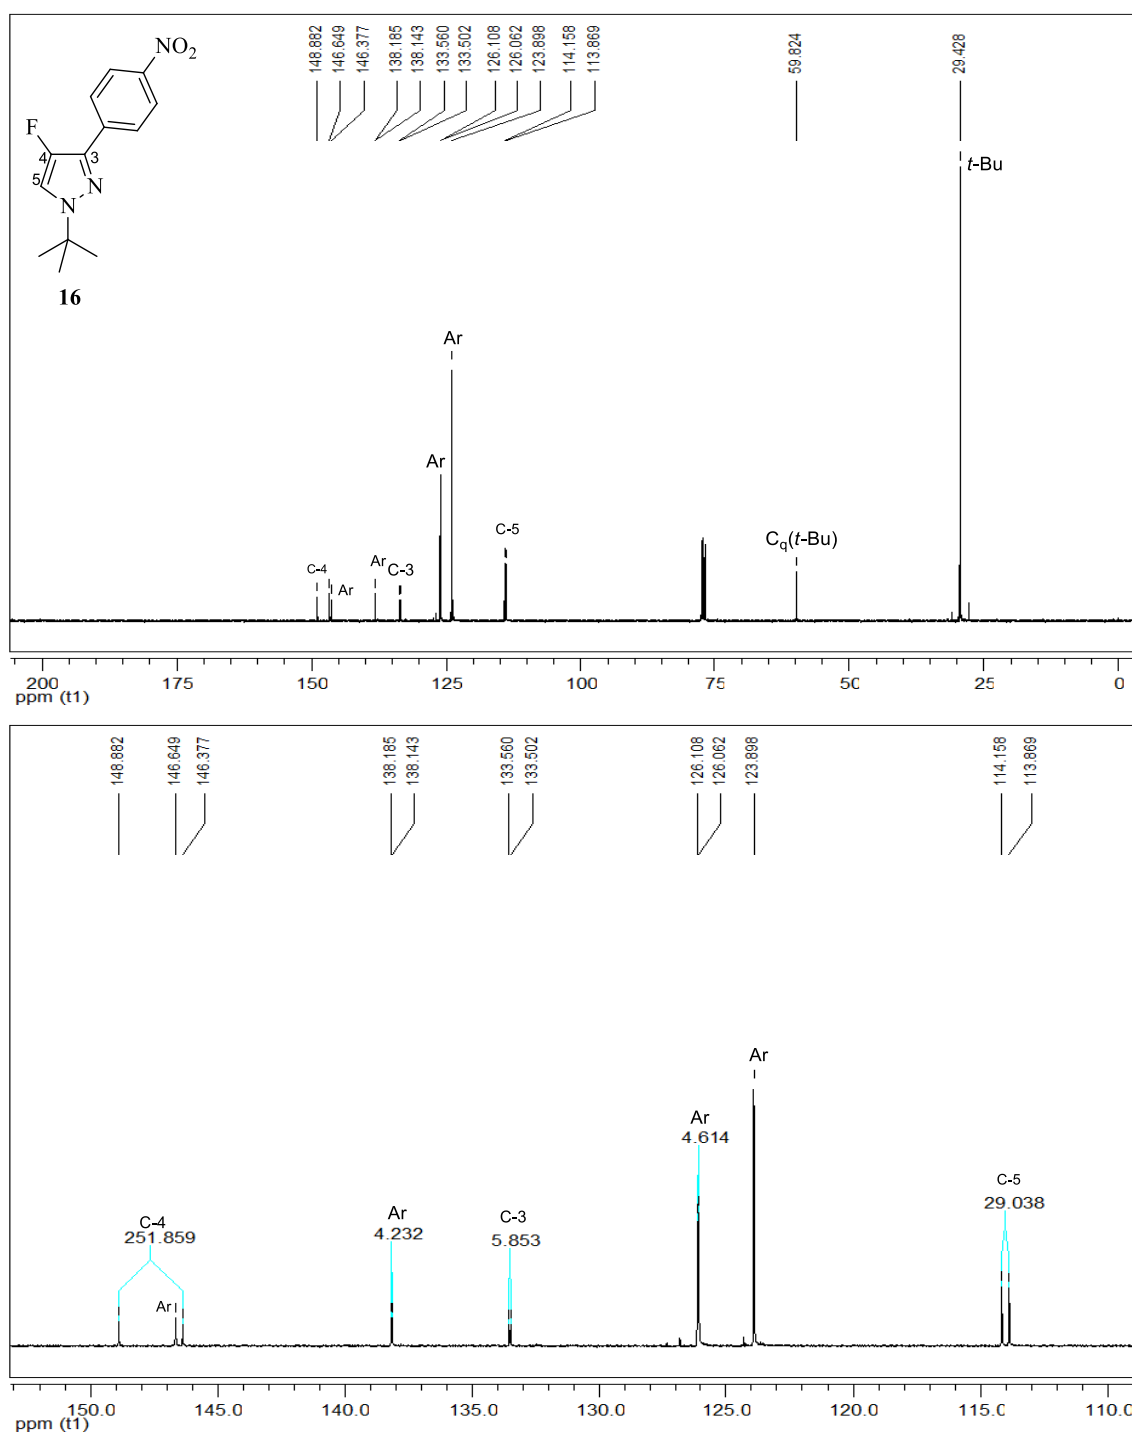 148.882
146.649
146.377
138.185
138.143
133.560
133.502
126.108
126.062
123.898
114.158
113.869
59.824
29.428
NO2
F
4
3
5
N
N
16
t-Bu
Ar
Ar
C-5
Cq(t-Bu)
C-4
Ar
Ar
C-3
200 175 150 125 100 75 50 25 0
ppm (t1)
148.882
146.649
146.377
138.185
138.143
133.560
133.502
126.108
126.062
123.898
114.158
113.869
Ar
Ar
4.614
C-5
29.038
C-4
251.859
Ar
4.232
C-3
5.853
Ar
150.0 145.0 140.0 135.0 130.0 125.0 120.0 115.0 110.0
ppm (t1)